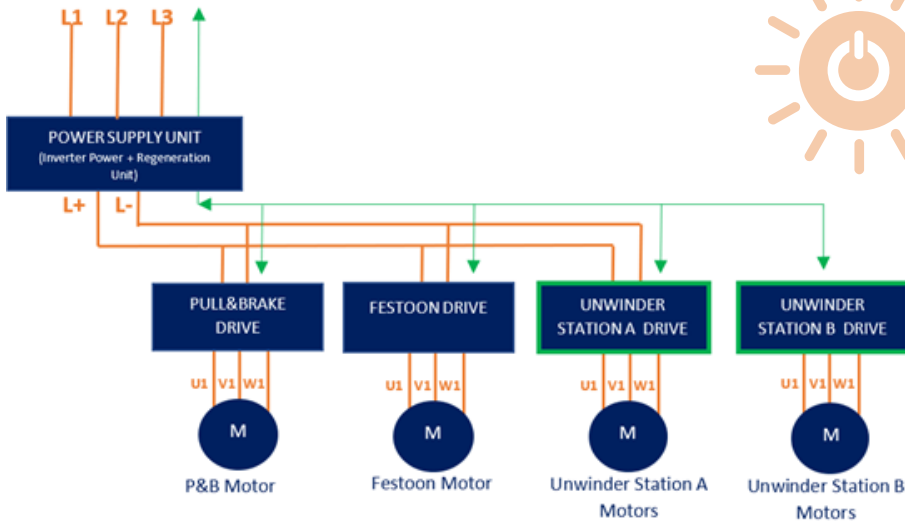 L1 L2 L3
POWER SUPPLY UNIT
(Inverter Power + Regeneration
Unit)
L+ L-
PULL&BRAKE
DRIVE
FESTOON DRIVE
UNWINDER
STATION A DRIVE
UNWINDER
STATION B DRIVE
U1 V1 W1
U1 V1 W1
U1 V1 W1
U1 V1 W1
M
M
M
M
P&B Motor
Festoon Motor
Unwinder Station A
Motors
Unwinder Station B
Motors